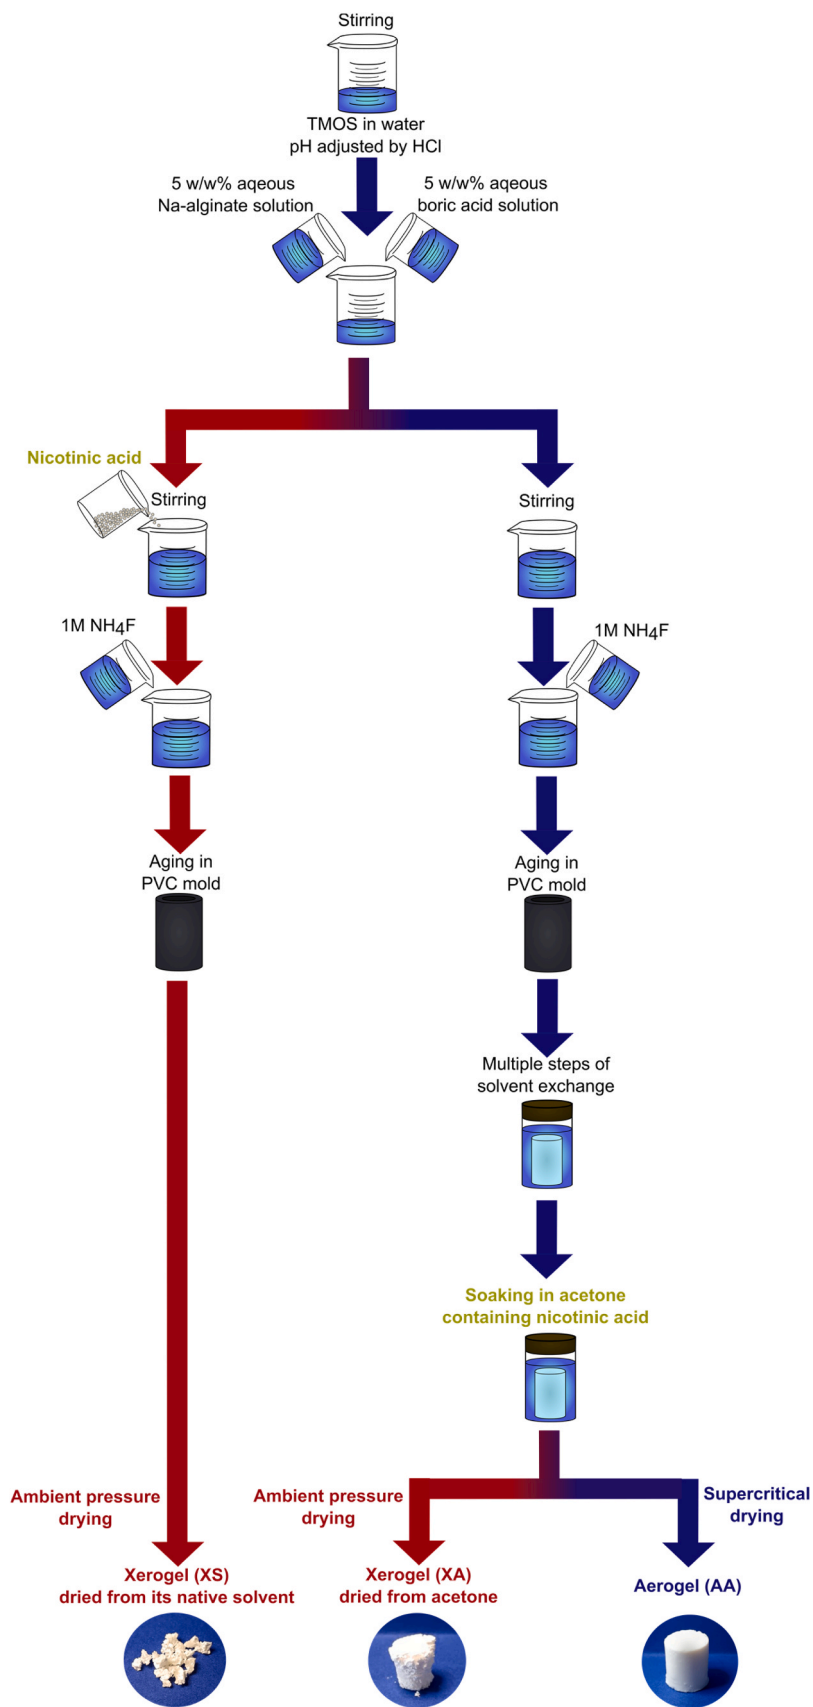 Stirring
TMOS in water
pH adjusted by HCl
5 w/w% aqeous
Na-alginate solution
5 w/w% aqeous
boric acid solution
Nicotinic acid
Stirring
Stirring
1M NH4F
1M NH4F
Aging in
PVC mold
Aging in
PVC mold
Multiple steps of
solvent exchange
Soaking in acetone
containing nicotinic acid
Ambient pressure
drying
Ambient pressure
drying
Supercritical
drying
Xerogel (XS)
dried from its native solvent
Xerogel (XA)
dried from acetone
Aerogel (AA)